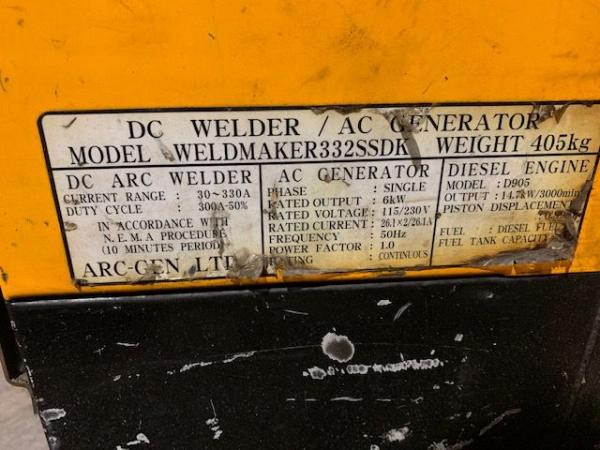 DC WELDER / AC GENERATOR
MODEL WELDMAKER332SSDK WEIGHT 405kg
DC ARC WELDER
CURRENT RANGE : 30~330A
DUTY CYCLE : 300A-50%
IN ACCORDANCE WITH
N.E.M.A PROCEDURE
(10 MINUTES PERIOD)
ARC-GEN LTD
AC GENERATOR
PHASE : SINGLE
RATED OUTPUT : 6kW
RATED VOLTAGE : 115/230V
RATED CURRENT : 26.1×2/26.1A
FREQUENCY : 50Hz
POWER FACTOR : 1.0
RATING : CONTINUOUS
DIESEL ENGINE
MODEL : D905
OUTPUT : 14.7kW/3000min
PISTON DISPLACEMENT
FUEL : DIESEL FUEL
FUEL TANK CAPACITY